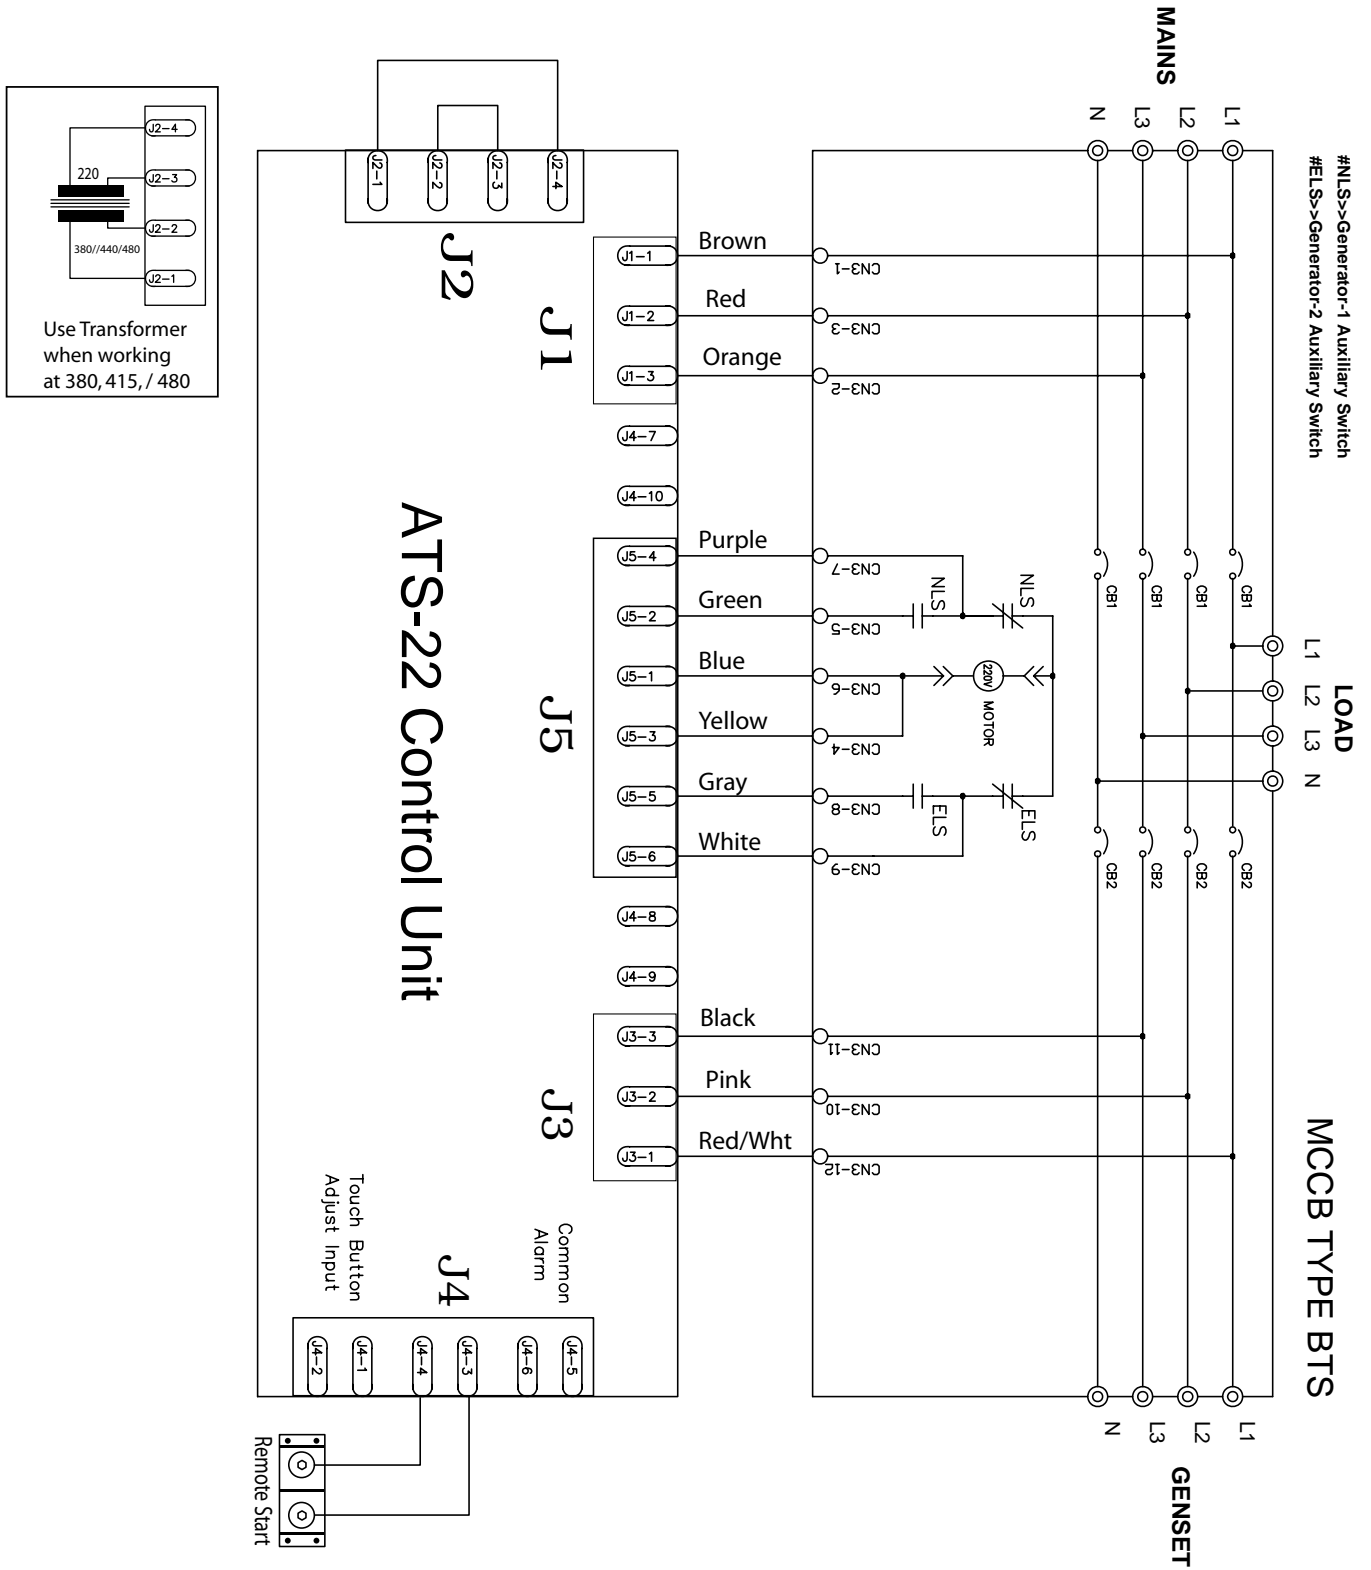 MAINS
N
L3
L2
L1
#NLS>>Generator-1 Auxiliary Switch
#ELS>>Generator-2 Auxiliary Switch
J2-4
J2-3
J2-2
J2-1
220
380//440/480
Use Transformer
when working
at 380, 415, / 480
J2-1
J2-2
J2-3
J2-4
J2
J1-1
Brown
CN3-1
J1-2
Red
CN3-3
J1-3
Orange
CN3-2
J1
J4-7
J4-10
ATS-22 Control Unit
J5-4
Purple
CN3-7
J5-2
Green
CN3-5
NLS
NLS
J5-1
Blue
CN3-6
220V
MOTOR
J5-3
Yellow
CN3-4
J5-5
Gray
CN3-8
ELS
ELS
J5-6
White
CN3-9
J5
CB1
CB1
CB1
CB1
LOAD
L1
L2
L3
N
CB2
CB2
CB2
CB2
J4-8
J4-9
J3-3
Black
CN3-11
J3-2
Pink
CN3-10
J3-1
Red/Wht
CN3-12
J3
MCCB TYPE BTS
Touch Button
Adjust Input
J4
Common
Alarm
J4-2
J4-1
J4-4
J4-3
J4-6
J4-5
Remote Start
N
L3
L2
L1
GENSET